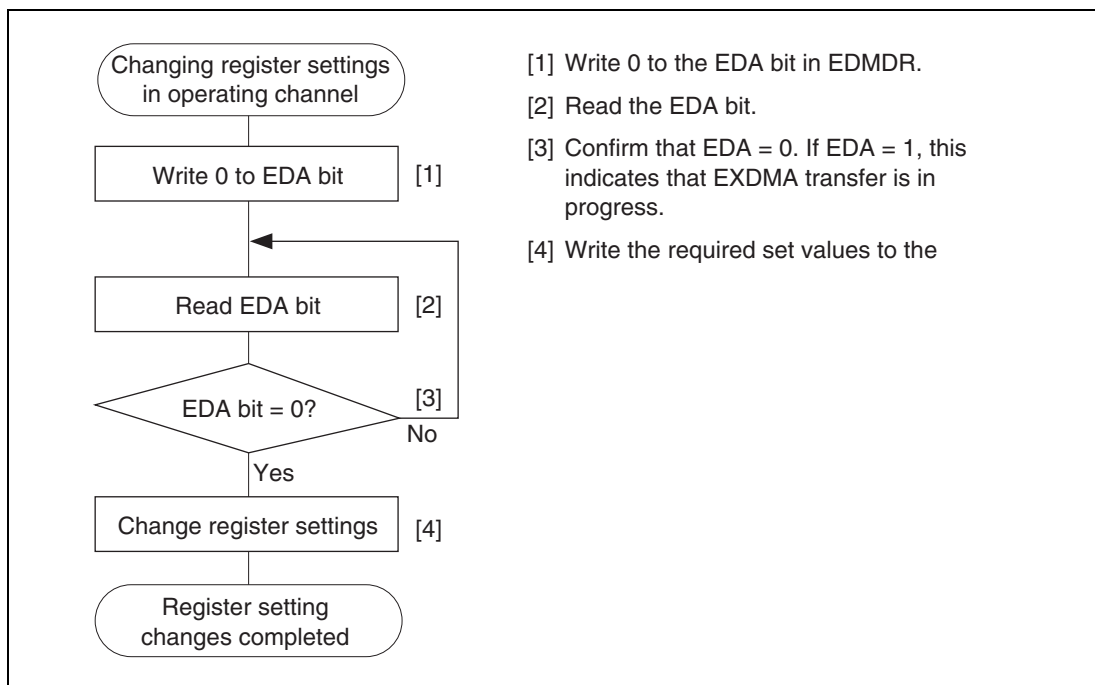 Changing register settings
in operating channel
Write 0 to EDA bit
[1]
Read EDA bit
[2]
EDA bit = 0?
[3]
No
Yes
Change register settings
[4]
Register setting
changes completed
[1] Write 0 to the EDA bit in EDMDR.
[2] Read the EDA bit.
[3] Confirm that EDA = 0. If EDA = 1, this
indicates that EXDMA transfer is in
progress.
[4] Write the required set values to the